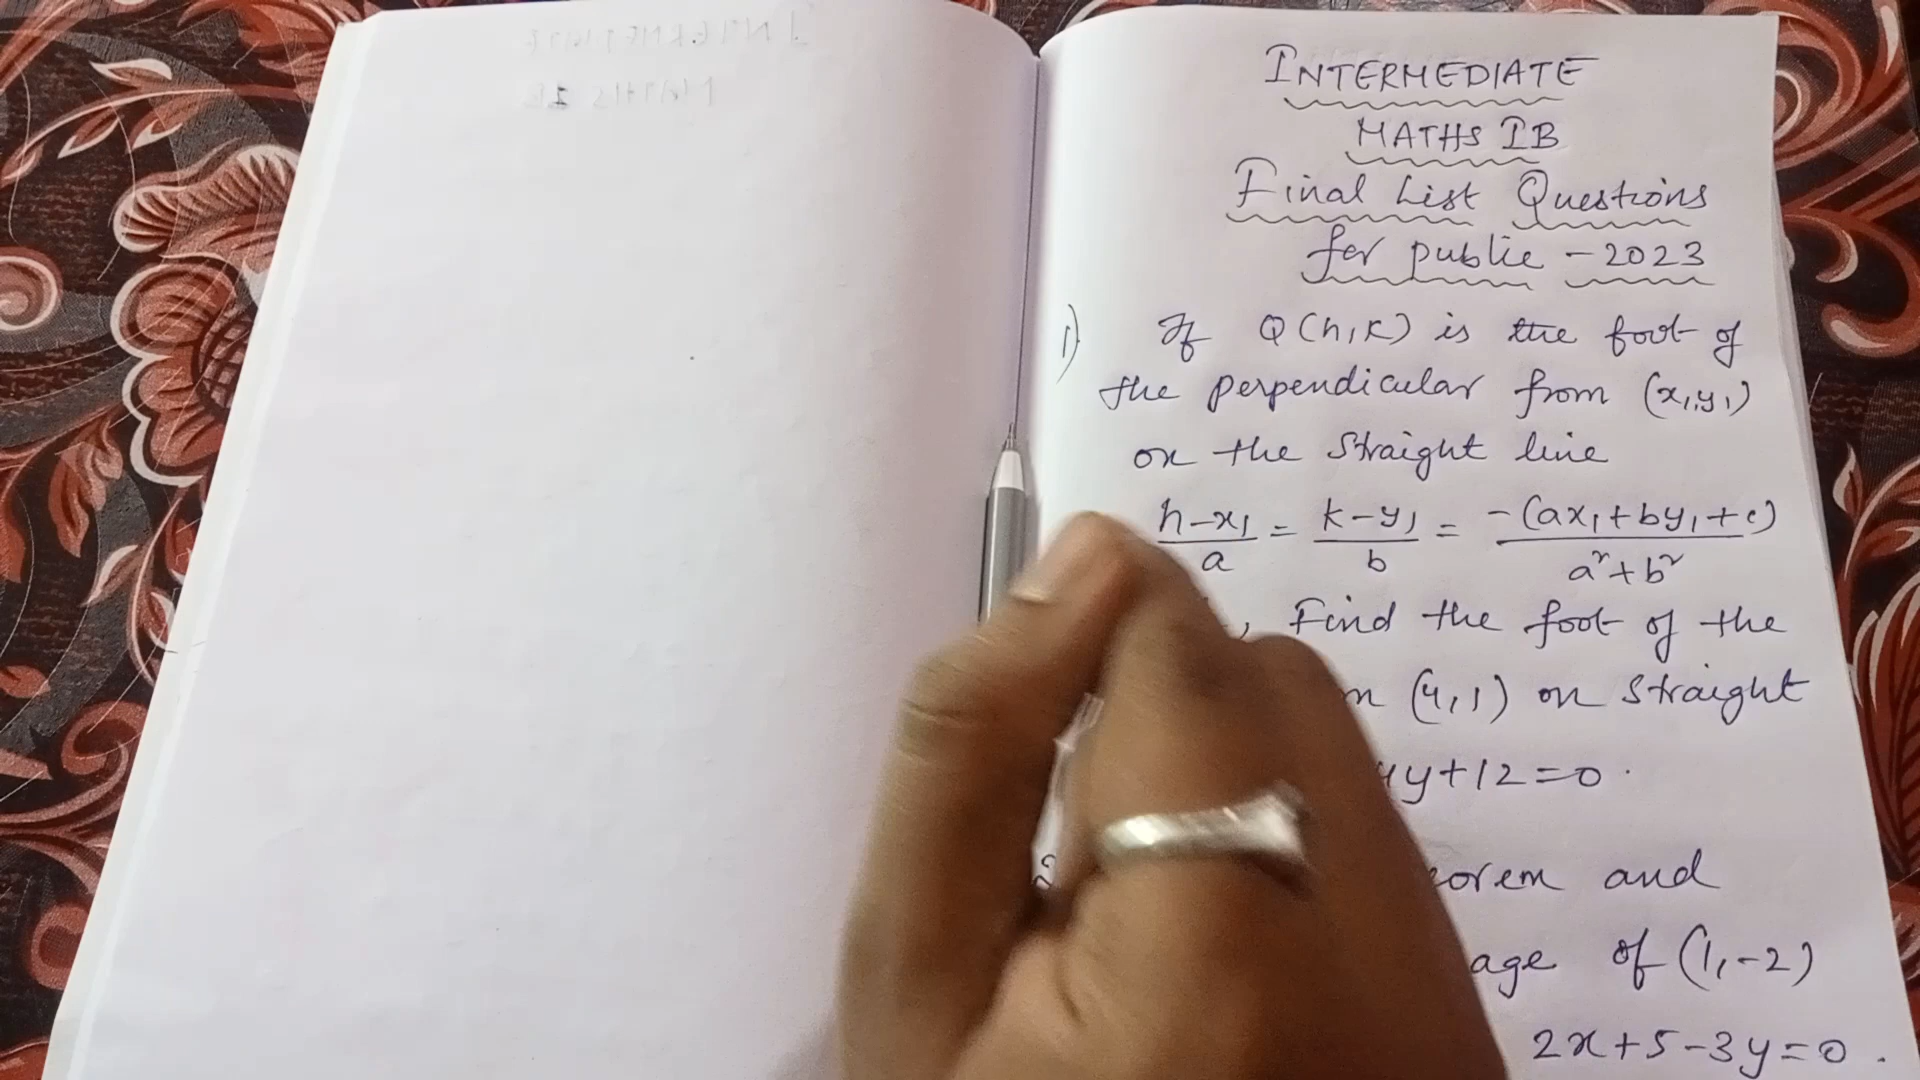 INTERMEDIATE
MATHS IB
Final List Questions
for public - 2023
1) If Q(h,k) is the foot of
the perpendicular from (x₁,y₁)
on the straight line
h-x₁/a = k-y₁/b = -(ax₁+by₁+c)/a²+b²
, Find the foot of the
(4,1) on straight
4y+12=0.
and
of (1,-2)
2x+5-3y=0.